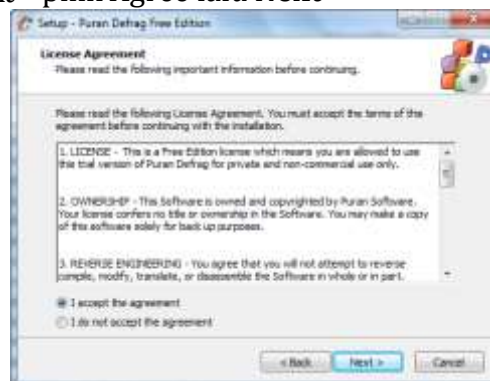 Setup - Puran Defrag Free Edition
License Agreement
Please read the following important information before continuing.
Please read the following License Agreement. You must accept the terms of the
agreement before continuing with the installation.
1. LICENSE - This is a Free Edition license which means you are allowed to use
this trial version of Puran Defrag for private and non-commercial use only.
2. OWNERSHIP - This Software is owned and copyrighted by Puran Software.
Your license confers no title or ownership in the Software. You may make a copy
of this software solely for back up purposes.
3. REVERSE ENGINEERING - You agree that you will not attempt to reverse
compile, modify, translate, or disassemble the Software in whole or in part.
I accept the agreement
I do not accept the agreement
< Back
Next >
Cancel